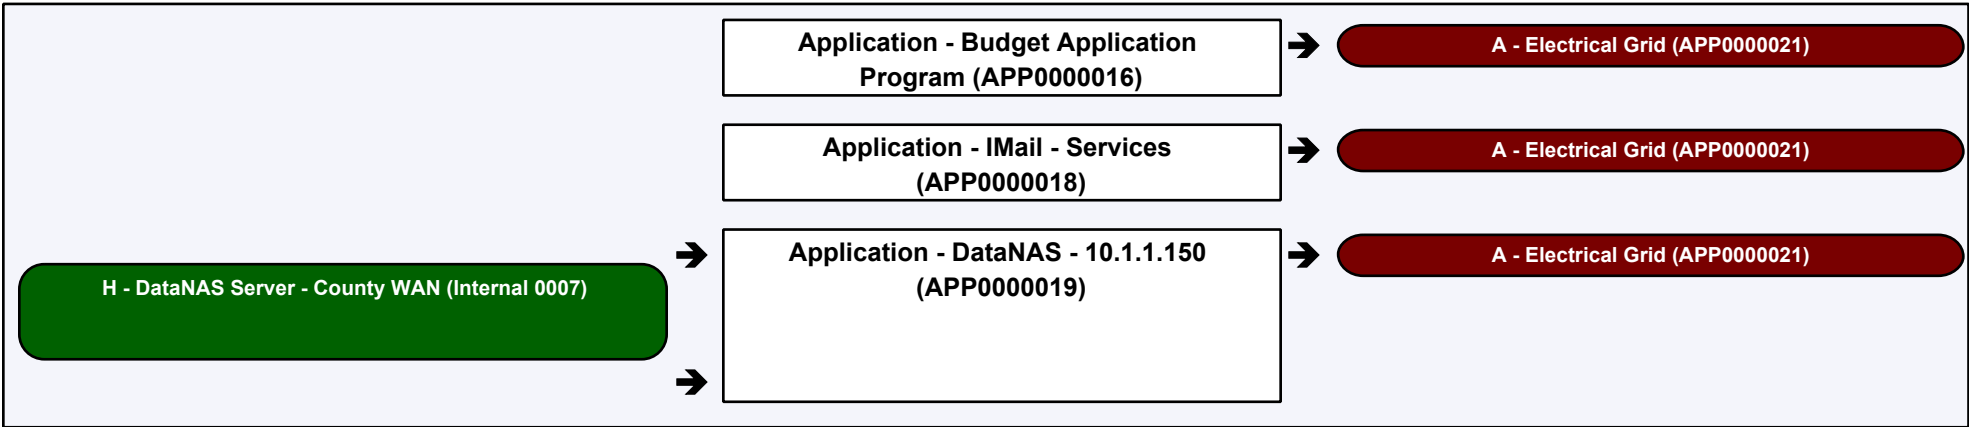 Application - Budget Application
Program (APP0000016)
A - Electrical Grid (APP0000021)
Application - IMail - Services
(APP0000018)
A - Electrical Grid (APP0000021)
H - DataNAS Server - County WAN (Internal 0007)
Application - DataNAS - 10.1.1.150
(APP0000019)
A - Electrical Grid (APP0000021)